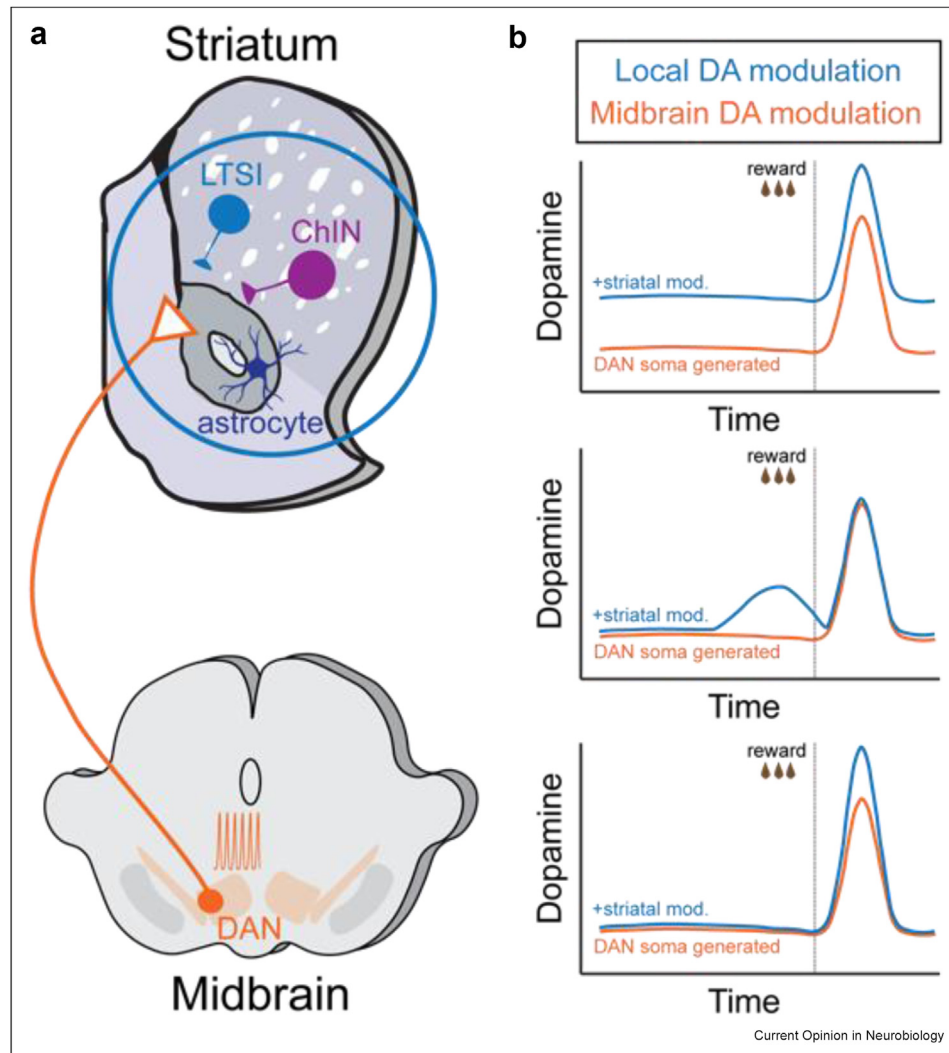 a
Striatum
LTSI
ChIN
astrocyte
DAN
Midbrain
b
Local DA modulation
Midbrain DA modulation
reward
Dopamine
+striatal mod.
DAN soma generated
Time
reward
Dopamine
+striatal mod.
DAN soma generated
Time
reward
Dopamine
+striatal mod.
DAN soma generated
Time
Current Opinion in Neurobiology